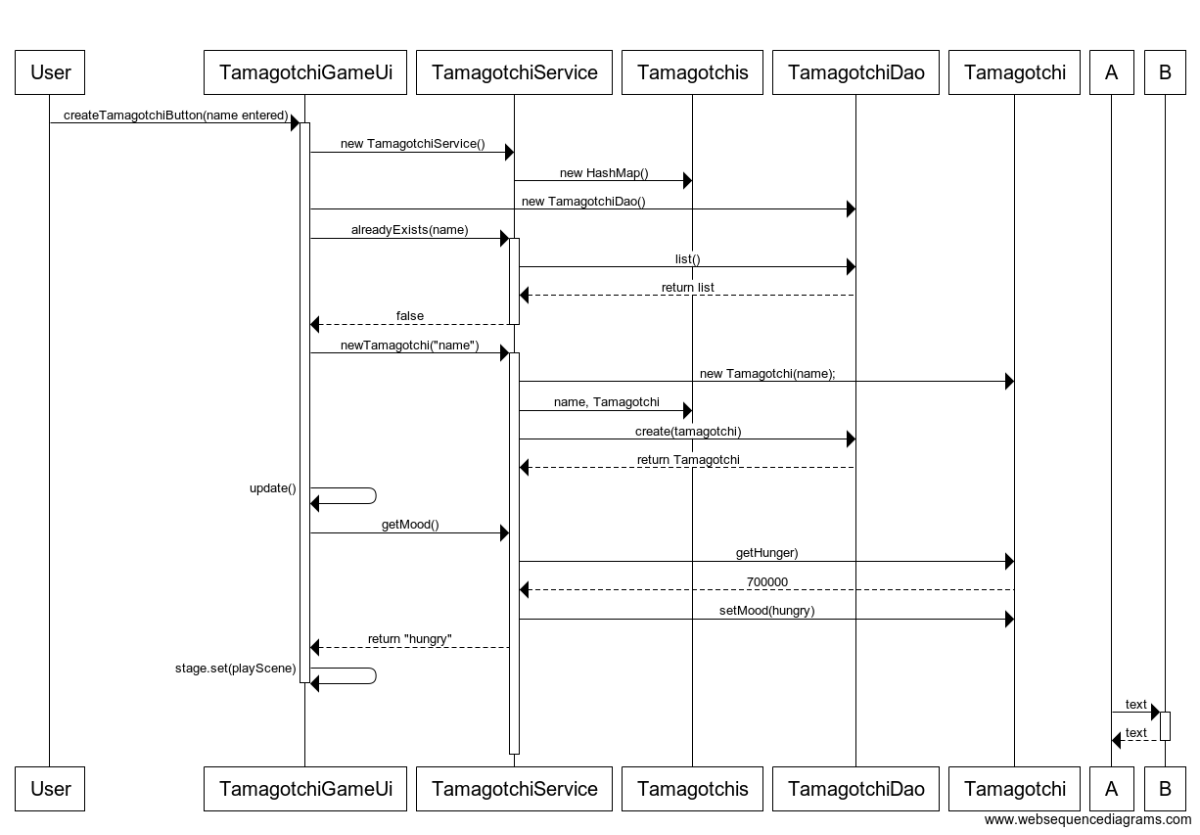 User TamagotchiGameUi TamagotchiService Tamagotchis TamagotchiDao Tamagotchi A B
createTamagotchiButton(name entered)
new TamagotchiService()
new HashMap()
new TamagotchiDao()
alreadyExists(name)
list()
return list
false
newTamagotchi("name")
new Tamagotchi(name);
name, Tamagotchi
create(tamagotchi)
return Tamagotchi
update()
getMood()
getHunger)
700000
setMood(hungry)
return "hungry"
stage.set(playScene)
text
text
User TamagotchiGameUi TamagotchiService Tamagotchis TamagotchiDao Tamagotchi A B
www.websequencediagrams.com